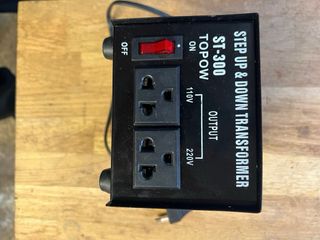 STEP UP & DOWN TRANSFORMER
ST-300
TOPOW
ON
OFF
110V
OUTPUT
220V